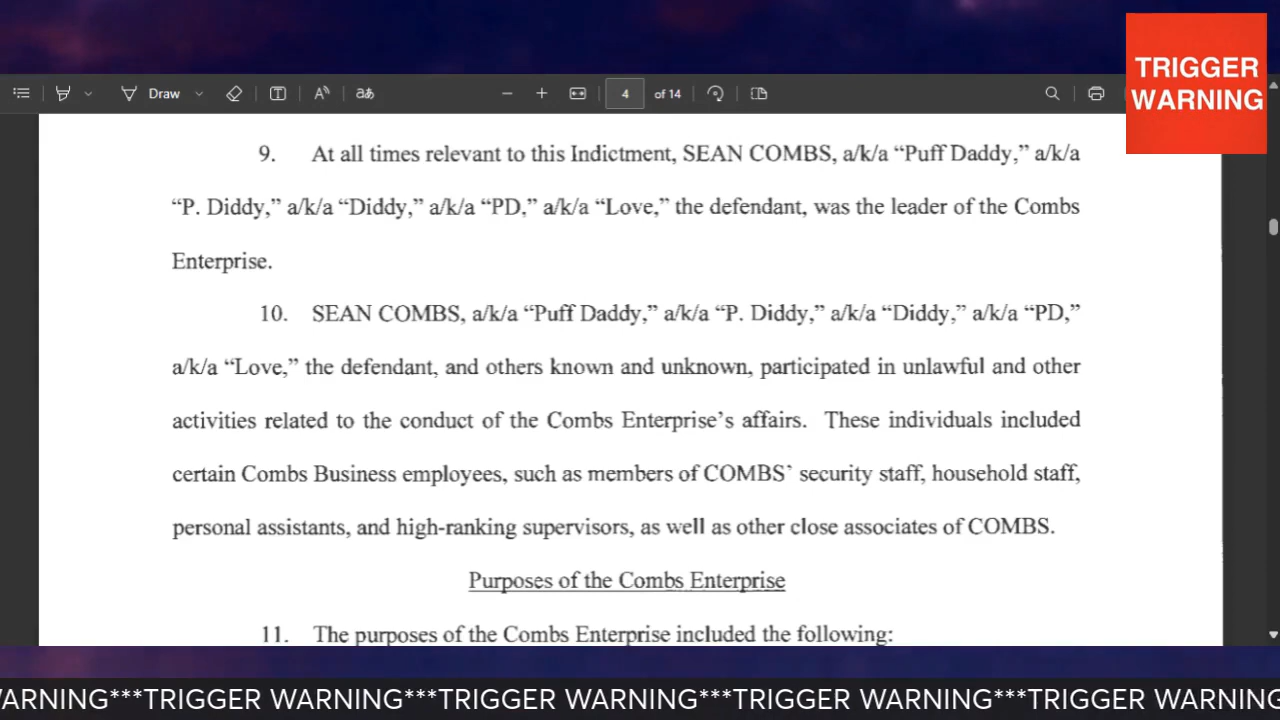 TRIGGER
WARNING
Draw
4 of 14
9. At all times relevant to this Indictment, SEAN COMBS, a/k/a “Puff Daddy,” a/k/a
“P. Diddy,” a/k/a “Diddy,” a/k/a “PD,” a/k/a “Love,” the defendant, was the leader of the Combs
Enterprise.
10. SEAN COMBS, a/k/a “Puff Daddy,” a/k/a “P. Diddy,” a/k/a “Diddy,” a/k/a “PD,”
a/k/a “Love,” the defendant, and others known and unknown, participated in unlawful and other
activities related to the conduct of the Combs Enterprise’s affairs. These individuals included
certain Combs Business employees, such as members of COMBS’ security staff, household staff,
personal assistants, and high-ranking supervisors, as well as other close associates of COMBS.
Purposes of the Combs Enterprise
11. The purposes of the Combs Enterprise included the following:
WARNING***TRIGGER WARNING***TRIGGER WARNING***TRIGGER WARNING***TRIGGER WARNING